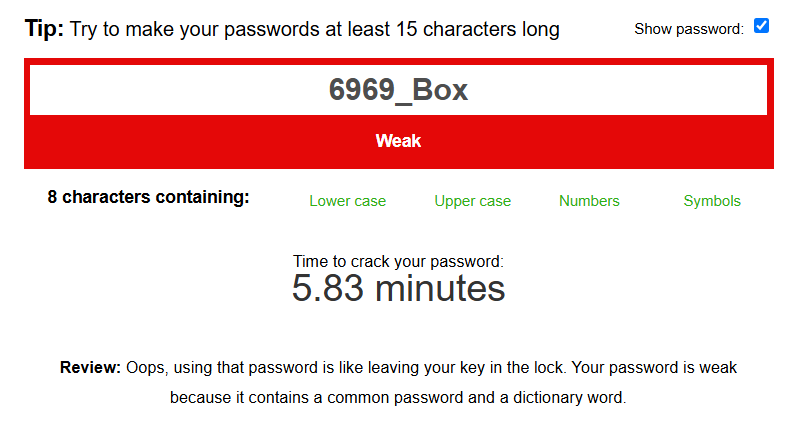 Tip: Try to make your passwords at least 15 characters long
Show password:
6969_Box
Weak
8 characters containing:
Lower case
Upper case
Numbers
Symbols
Time to crack your password:
5.83 minutes
Review: Oops, using that password is like leaving your key in the lock. Your password is weak
because it contains a common password and a dictionary word.